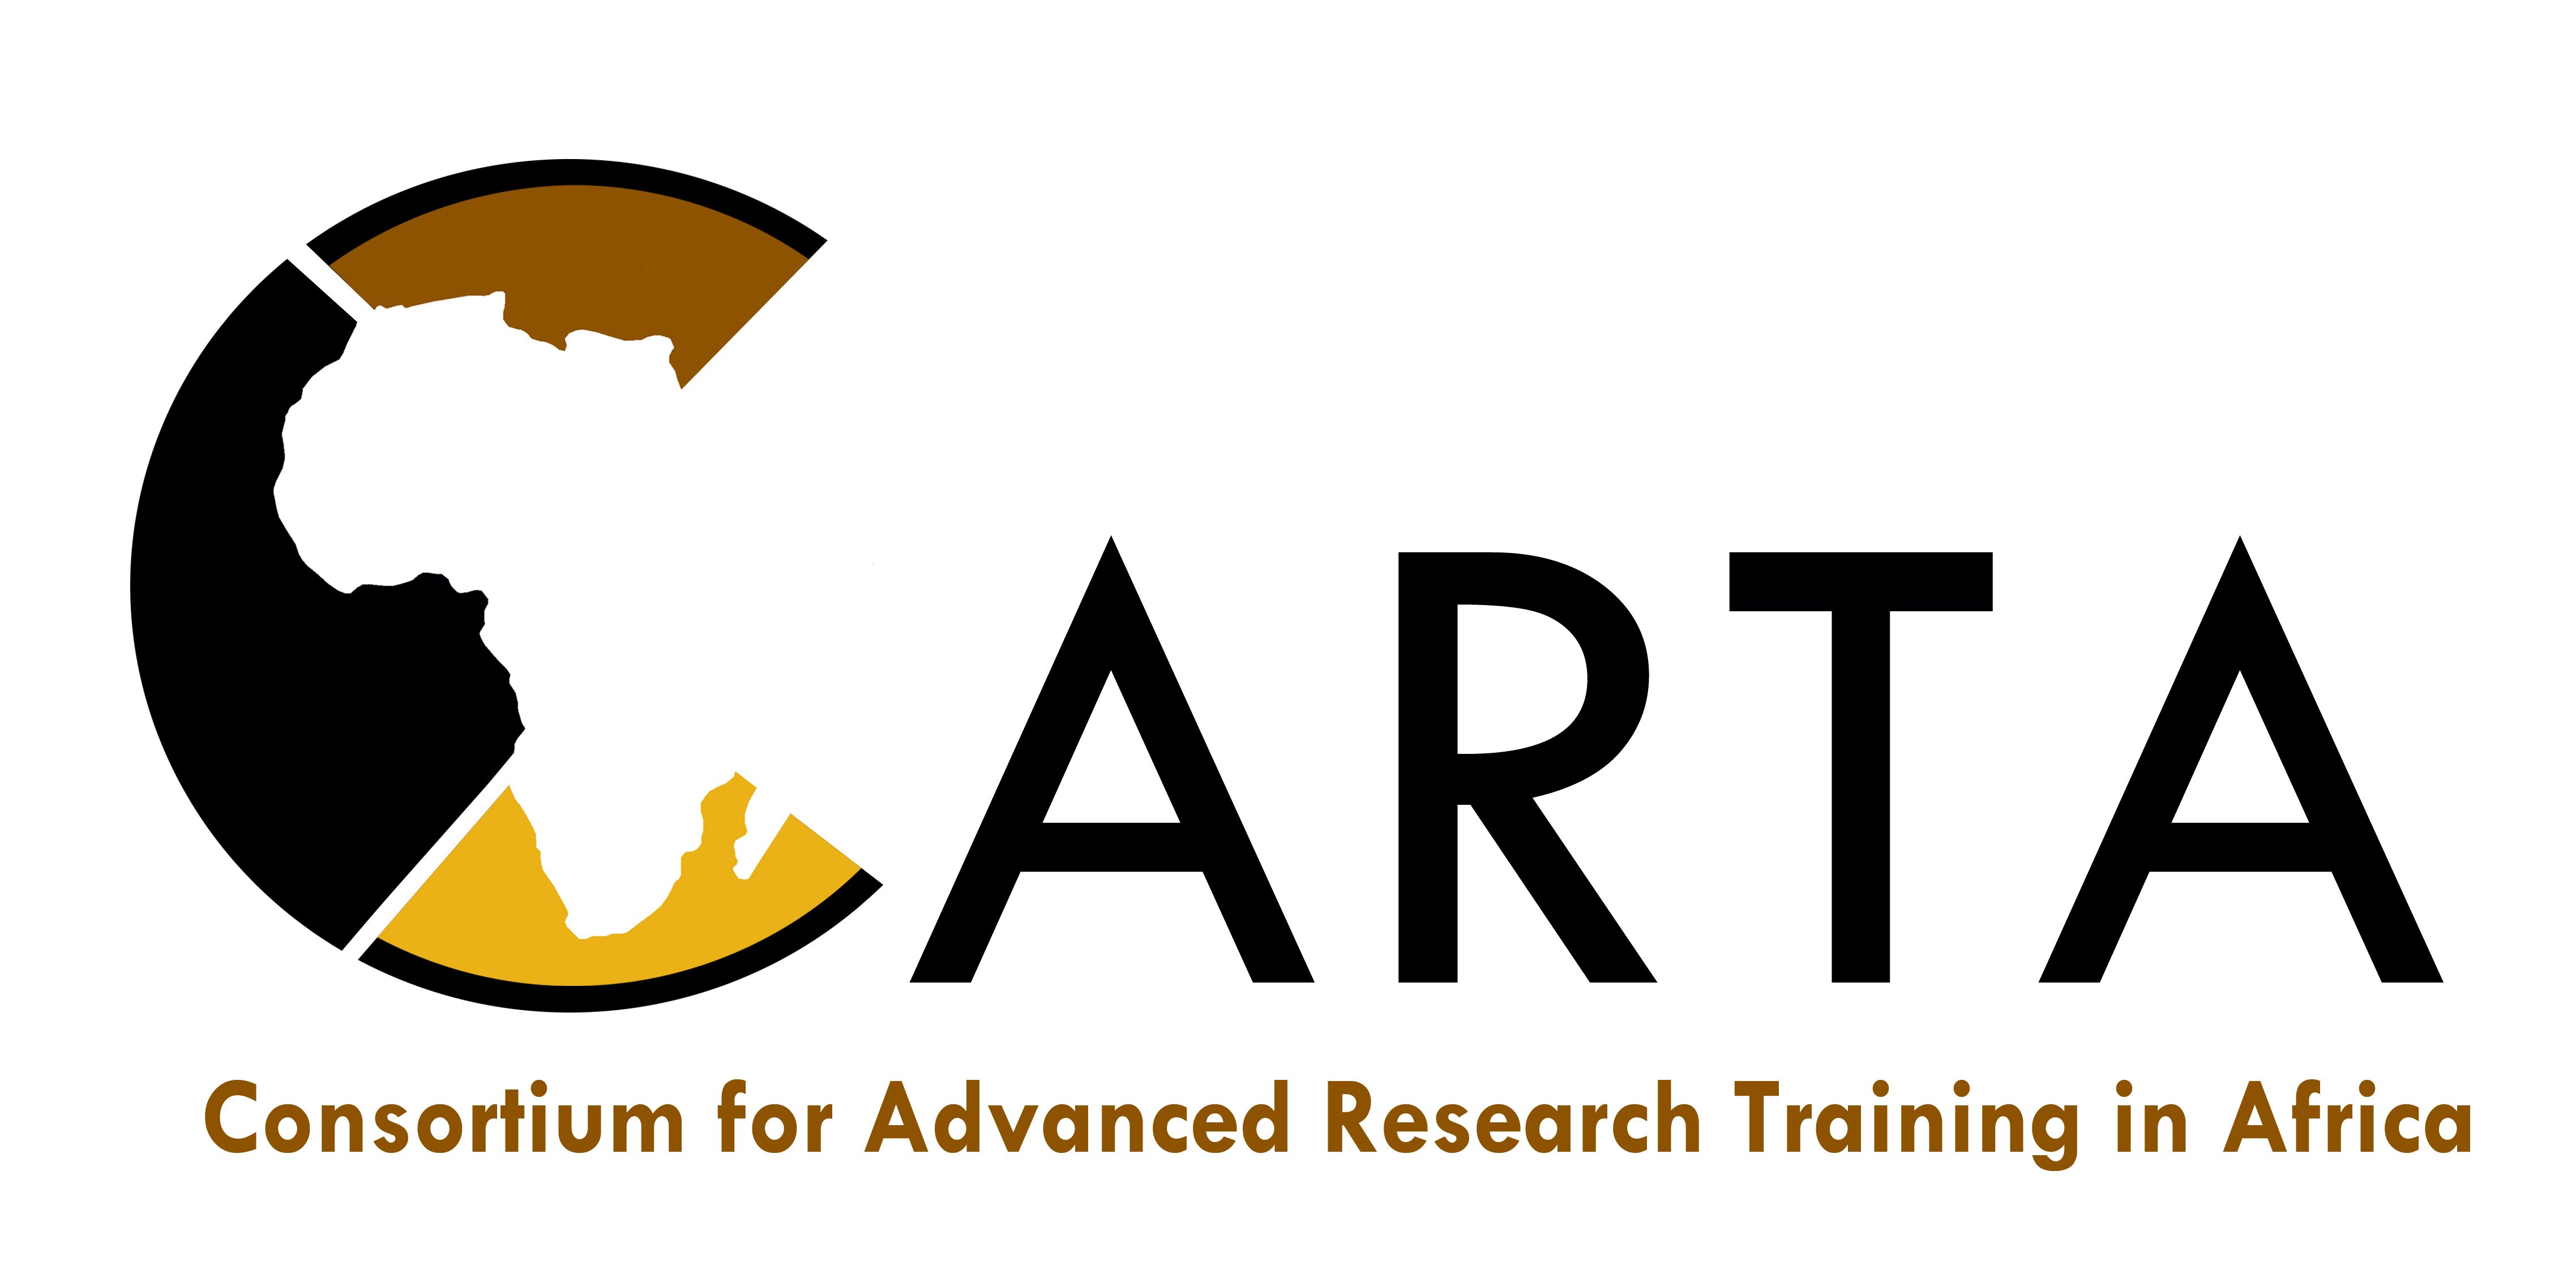 CARTA
Consortium for Advanced Research Training in Africa